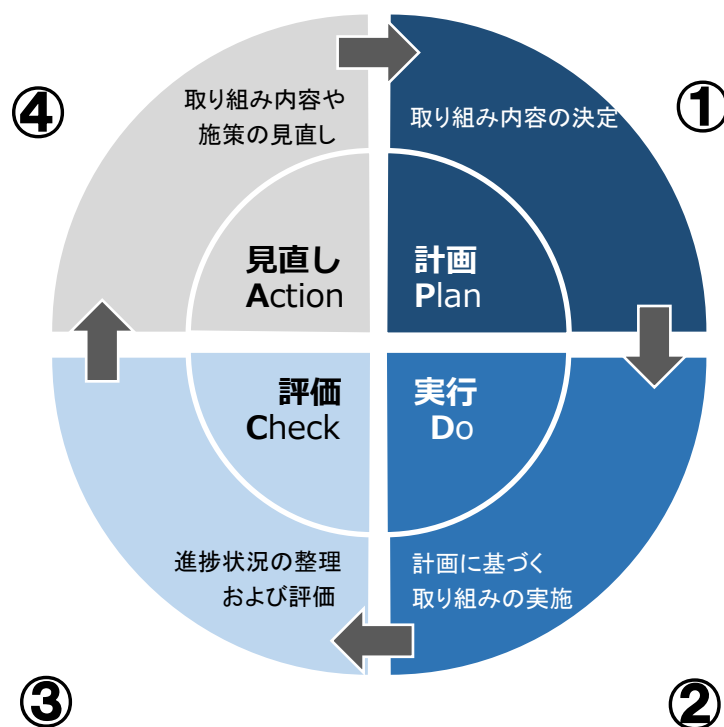 ①
取り組み内容の決定
計画
Plan
②
実行
Do
計画に基づく
取り組みの実施
③
評価
Check
進捗状況の整理
および評価
④
取り組み内容や
施策の見直し
見直し
Action